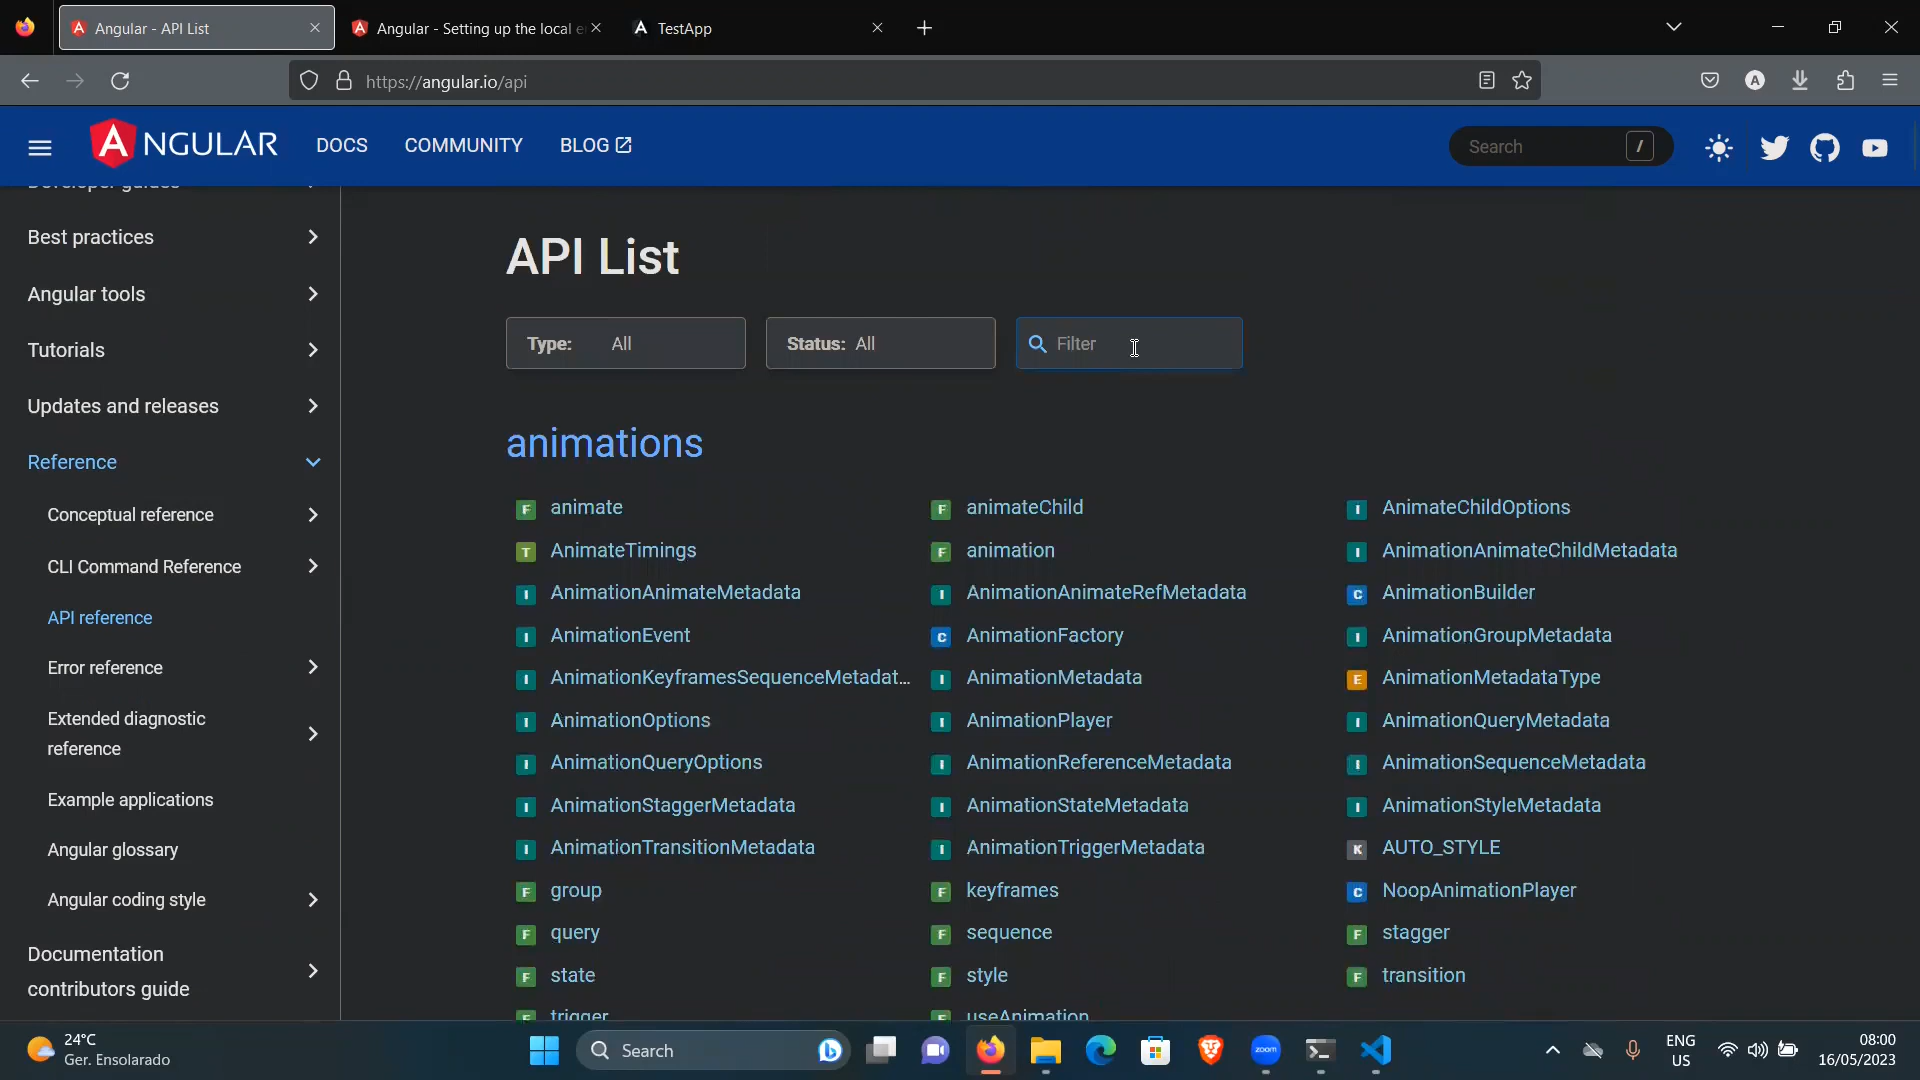 Angular - API List
Angular - Setting up the local e
TestApp
https://angular.io/api
A
NGULAR
DOCS
COMMUNITY
BLOG
Search
/
Developer guides
Best practices
Angular tools
Tutorials
Updates and releases
Reference
Conceptual reference
CLI Command Reference
API reference
Error reference
Extended diagnostic
reference
Example applications
Angular glossary
Angular coding style
Documentation
contributors guide
API List
Type: All
Status: All
Filter
animations
F animate
F animateChild
I AnimateChildOptions
T AnimateTimings
F animation
I AnimationAnimateChildMetadata
I AnimationAnimateMetadata
I AnimationAnimateRefMetadata
C AnimationBuilder
I AnimationEvent
C AnimationFactory
I AnimationGroupMetadata
I AnimationKeyframesSequenceMetadat...
I AnimationMetadata
E AnimationMetadataType
I AnimationOptions
I AnimationPlayer
I AnimationQueryMetadata
I AnimationQueryOptions
I AnimationReferenceMetadata
I AnimationSequenceMetadata
I AnimationStaggerMetadata
I AnimationStateMetadata
I AnimationStyleMetadata
I AnimationTransitionMetadata
I AnimationTriggerMetadata
K AUTO_STYLE
F group
F keyframes
C NoopAnimationPlayer
F query
F sequence
F stagger
F state
F style
F transition
F trigger
F useAnimation
24°C
Ger. Ensolarado
Search
zoom
ENG
US
08:00
16/05/2023